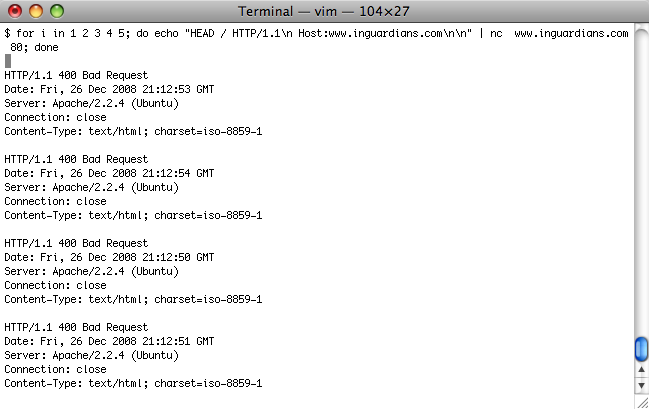 Terminal — vim — 104×27
$ for i in 1 2 3 4 5; do echo "HEAD / HTTP/1.1\n Host:www.inguardians.com\n\n" | nc  www.inguardians.com
 80; done
HTTP/1.1 400 Bad Request
Date: Fri, 26 Dec 2008 21:12:53 GMT
Server: Apache/2.2.4 (Ubuntu)
Connection: close
Content-Type: text/html; charset=iso-8859-1
HTTP/1.1 400 Bad Request
Date: Fri, 26 Dec 2008 21:12:54 GMT
Server: Apache/2.2.4 (Ubuntu)
Connection: close
Content-Type: text/html; charset=iso-8859-1
HTTP/1.1 400 Bad Request
Date: Fri, 26 Dec 2008 21:12:50 GMT
Server: Apache/2.2.4 (Ubuntu)
Connection: close
Content-Type: text/html; charset=iso-8859-1
HTTP/1.1 400 Bad Request
Date: Fri, 26 Dec 2008 21:12:51 GMT
Server: Apache/2.2.4 (Ubuntu)
Connection: close
Content-Type: text/html; charset=iso-8859-1